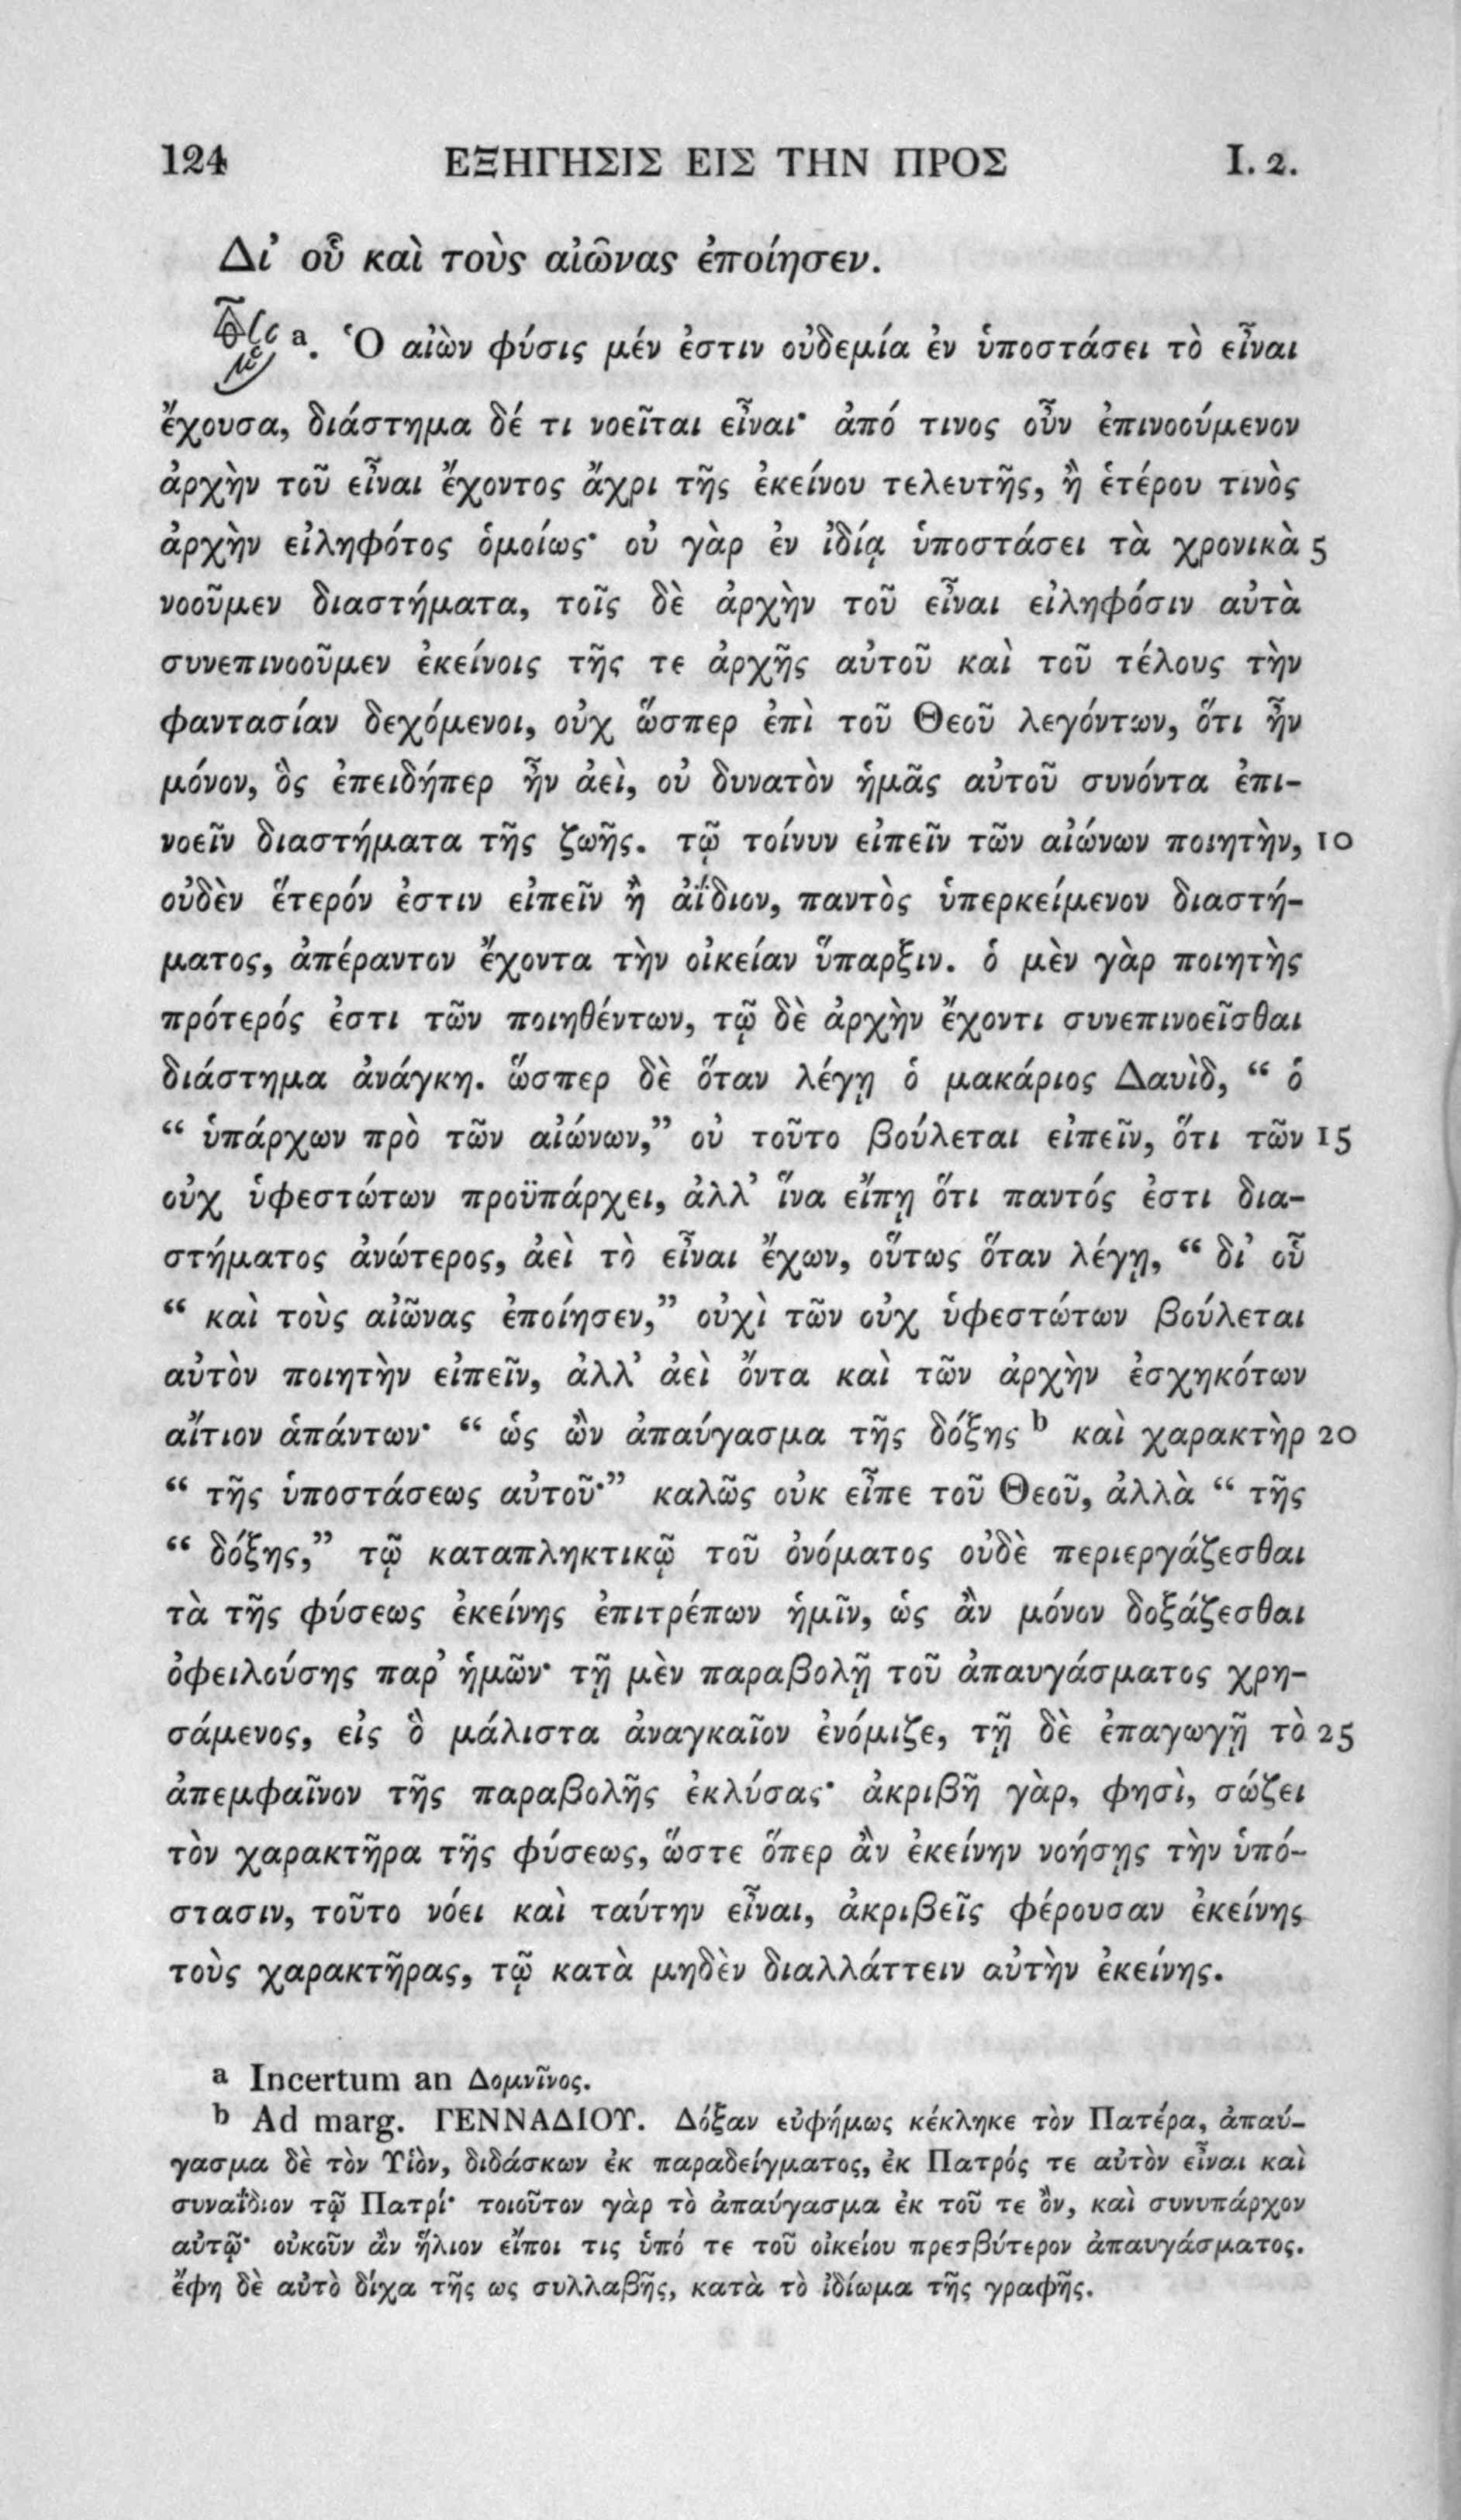 124 ΕΞΗΓΗΣΙΣ ΕΙΣ ΤΗΝ ΠΡΟΣ I. 2.
Δι’ οὗ καὶ τοὺς αἰῶνας ἐποίησεν.
a. Ὁ αἰὼν φύσις μέν ἐστιν οὐδεμία ἐν ὑποστάσει τὸ εἶναι
ἔχουσα, διάστημα δέ τι νοεῖται εἶναι· ἀπό τινος οὖν ἐπινοούμενον
ἀρχὴν τοῦ εἶναι ἔχοντος ἄχρι τῆς ἐκείνου τελευτῆς, ἢ ἑτέρου τινὸς
ἀρχὴν εἰληφότος ὁμοίως· οὐ γὰρ ἐν ἰδίᾳ ὑποστάσει τὰ χρονικὰ 5
νοοῦμεν διαστήματα, τοῖς δὲ ἀρχὴν τοῦ εἶναι εἰληφόσιν αὐτὰ
συνεπινοοῦμεν ἐκείνοις τῆς τε ἀρχῆς αὐτοῦ καὶ τοῦ τέλους τὴν
φαντασίαν δεχόμενοι, οὐχ ὥσπερ ἐπὶ τοῦ Θεοῦ λεγόντων, ὅτι ἦν
μόνον, ὃς ἐπειδήπερ ἦν ἀεὶ, οὐ δυνατὸν ἡμᾶς αὐτοῦ συνόντα ἐπι-
νοεῖν διαστήματα τῆς ζωῆς. τῷ τοίνυν εἰπεῖν τῶν αἰώνων ποιητὴν, 10
οὐδὲν ἕτερόν ἐστιν εἰπεῖν ἢ ἀΐδιον, παντὸς ὑπερκείμενον διαστή-
ματος, ἀπέραντον ἔχοντα τὴν οἰκείαν ὕπαρξιν. ὁ μὲν γὰρ ποιητὴς
πρότερός ἐστι τῶν ποιηθέντων, τῷ δὲ ἀρχὴν ἔχοντι συνεπινοεῖσθαι
διάστημα ἀνάγκη. ὥσπερ δὲ ὅταν λέγῃ ὁ μακάριος Δαυὶδ, “ ὁ
“ ὑπάρχων πρὸ τῶν αἰώνων,” οὐ τοῦτο βούλεται εἰπεῖν, ὅτι τῶν 15
οὐχ ὑφεστώτων προϋπάρχει, ἀλλ’ ἵνα εἴπῃ ὅτι παντός ἐστι δια-
στήματος ἀνώτερος, ἀεὶ τὸ εἶναι ἔχων, οὕτως ὅταν λέγῃ, “ δι’ οὗ
“ καὶ τοὺς αἰῶνας ἐποίησεν,” οὐχὶ τῶν οὐχ ὑφεστώτων βούλεται
αὐτὸν ποιητὴν εἰπεῖν, ἀλλ’ ἀεὶ ὄντα καὶ τῶν ἀρχὴν ἐσχηκότων
αἴτιον ἁπάντων· “ ὡς ὢν ἀπαύγασμα τῆς δόξης b καὶ χαρακτὴρ 20
“ τῆς ὑποστάσεως αὐτοῦ·” καλῶς οὐκ εἶπε τοῦ Θεοῦ, ἀλλὰ “ τῆς
“ δόξης,” τῷ καταπληκτικῷ τοῦ ὀνόματος οὐδὲ περιεργάζεσθαι
τὰ τῆς φύσεως ἐκείνης ἐπιτρέπων ἡμῖν, ὡς ἂν μόνον δοξάζεσθαι
ὀφειλούσης παρ’ ἡμῶν· τῇ μὲν παραβολῇ τοῦ ἀπαυγάσματος χρη-
σάμενος, εἰς ὃ μάλιστα ἀναγκαῖον ἐνόμιζε, τῇ δὲ ἐπαγωγῇ τὸ 25
ἀπεμφαῖνον τῆς παραβολῆς ἐκλύσας· ἀκριβῆ γὰρ, φησὶ, σώζει
τὸν χαρακτῆρα τῆς φύσεως, ὥστε ὅπερ ἂν ἐκείνην νοήσῃς τὴν ὑπό-
στασιν, τοῦτο νόει καὶ ταύτην εἶναι, ἀκριβεῖς φέρουσαν ἐκείνης
τοὺς χαρακτῆρας, τῷ κατὰ μηδὲν διαλλάττειν αὐτὴν ἐκείνης.
a Incertum an Δομνῖνος.
b Ad marg. ΓΕΝΝΑΔΙΟΥ. Δόξαν εὐφήμως κέκληκε τὸν Πατέρα, ἀπαύ-
γασμα δὲ τὸν Υἱὸν, διδάσκων ἐκ παραδείγματος, ἐκ Πατρός τε αὐτὸν εἶναι καὶ
συναΐδιον τῷ Πατρί· τοιοῦτον γὰρ τὸ ἀπαύγασμα ἐκ τοῦ τε ὂν, καὶ συνυπάρχον
αὐτῷ· οὐκοῦν ἂν ἥλιον εἴποι τις ὑπό τε τοῦ οἰκείου πρεσβύτερον ἀπαυγάσματος.
ἔφη δὲ αὐτὸ δίχα τῆς ως συλλαβῆς, κατὰ τὸ ἰδίωμα τῆς γραφῆς.